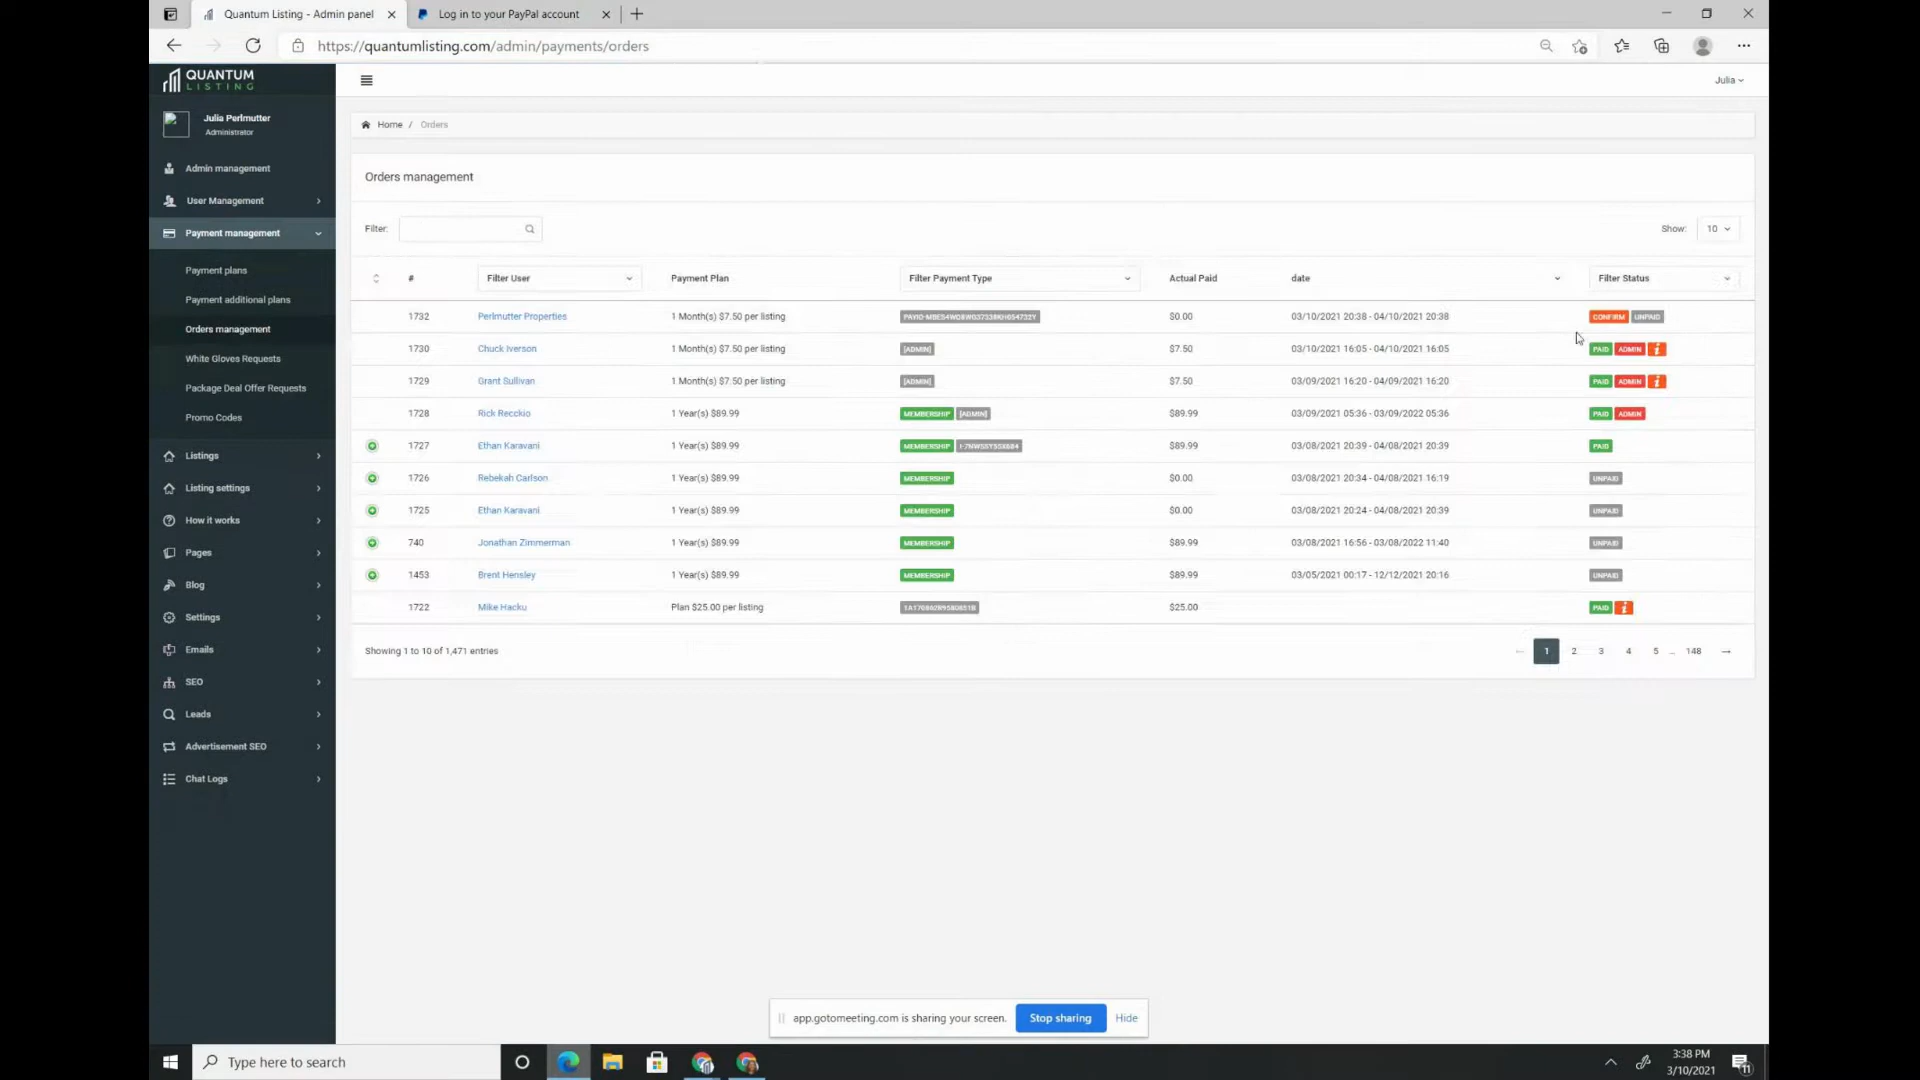 Quantum Listing - Admin panel
Log in to your PayPal account
https://quantumlisting.com/admin/payments/orders
QUANTUM
LISTING
Julia
Julia Perlmutter
Administrator
Home / Orders
Admin management
User Management
Payment management
Payment plans
Payment additional plans
Orders management
White Gloves Requests
Package Deal Offer Requests
Promo Codes
Listings
Listing settings
How it works
Pages
Blog
Settings
Emails
SEO
Leads
Advertisement SEO
Chat Logs
Orders management
Filter:
Show: 10
# Filter User Payment Plan Filter Payment Type Actual Paid date Filter Status
1732 Perlmutter Properties 1 Month(s) $7.50 per listing $0.00 03/10/2021 20:38 - 04/10/2021 20:38 CONFIRM UNPAID
1730 Chuck Iverson 1 Month(s) $7.50 per listing [ADMIN] $7.50 03/10/2021 16:05 - 04/10/2021 16:05 PAID ADMIN i
1729 Grant Sullivan 1 Month(s) $7.50 per listing [ADMIN] $7.50 03/09/2021 16:20 - 04/09/2021 16:20 PAID ADMIN i
1728 Rick Recckio 1 Year(s) $89.99 MEMBERSHIP [ADMIN] $89.99 03/09/2021 05:36 - 03/09/2022 05:36 PAID ADMIN
1727 Ethan Karavani 1 Year(s) $89.99 MEMBERSHIP $89.99 03/08/2021 20:39 - 04/08/2021 20:39 PAID
1726 Rebekah Carlson 1 Year(s) $89.99 MEMBERSHIP $0.00 03/08/2021 20:34 - 04/08/2021 16:19 UNPAID
1725 Ethan Karavani 1 Year(s) $89.99 MEMBERSHIP $0.00 03/08/2021 20:24 - 04/08/2021 20:39 UNPAID
740 Jonathan Zimmerman 1 Year(s) $89.99 MEMBERSHIP $89.99 03/08/2021 16:56 - 03/08/2022 11:40 UNPAID
1453 Brent Hensley 1 Year(s) $89.99 MEMBERSHIP $89.99 03/05/2021 00:17 - 12/12/2021 20:16 UNPAID
1722 Mike Hacku Plan $25.00 per listing $25.00 PAID i
Showing 1 to 10 of 1,471 entries
← 1 2 3 4 5 ... 148 →
app.gotomeeting.com is sharing your screen. Stop sharing Hide
Type here to search
3:38 PM
3/10/2021
11